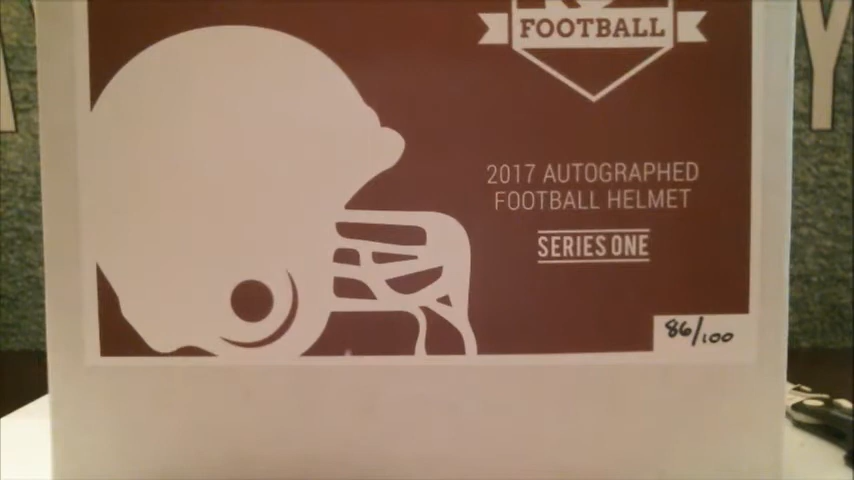 FOOTBALL
2017 AUTOGRAPHED
FOOTBALL HELMET
SERIES ONE
86/100
Y